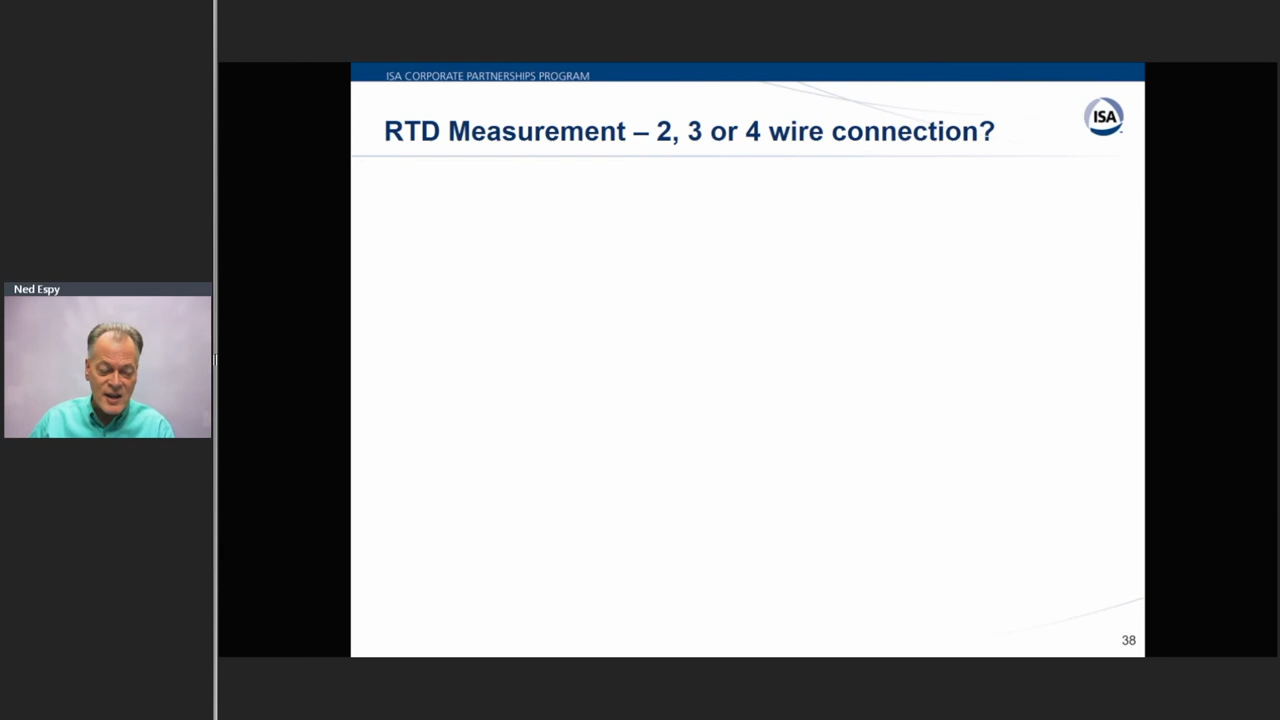 ISA CORPORATE PARTNERSHIPS PROGRAM
RTD Measurement – 2, 3 or 4 wire connection?
ISA
Ned Espy
38